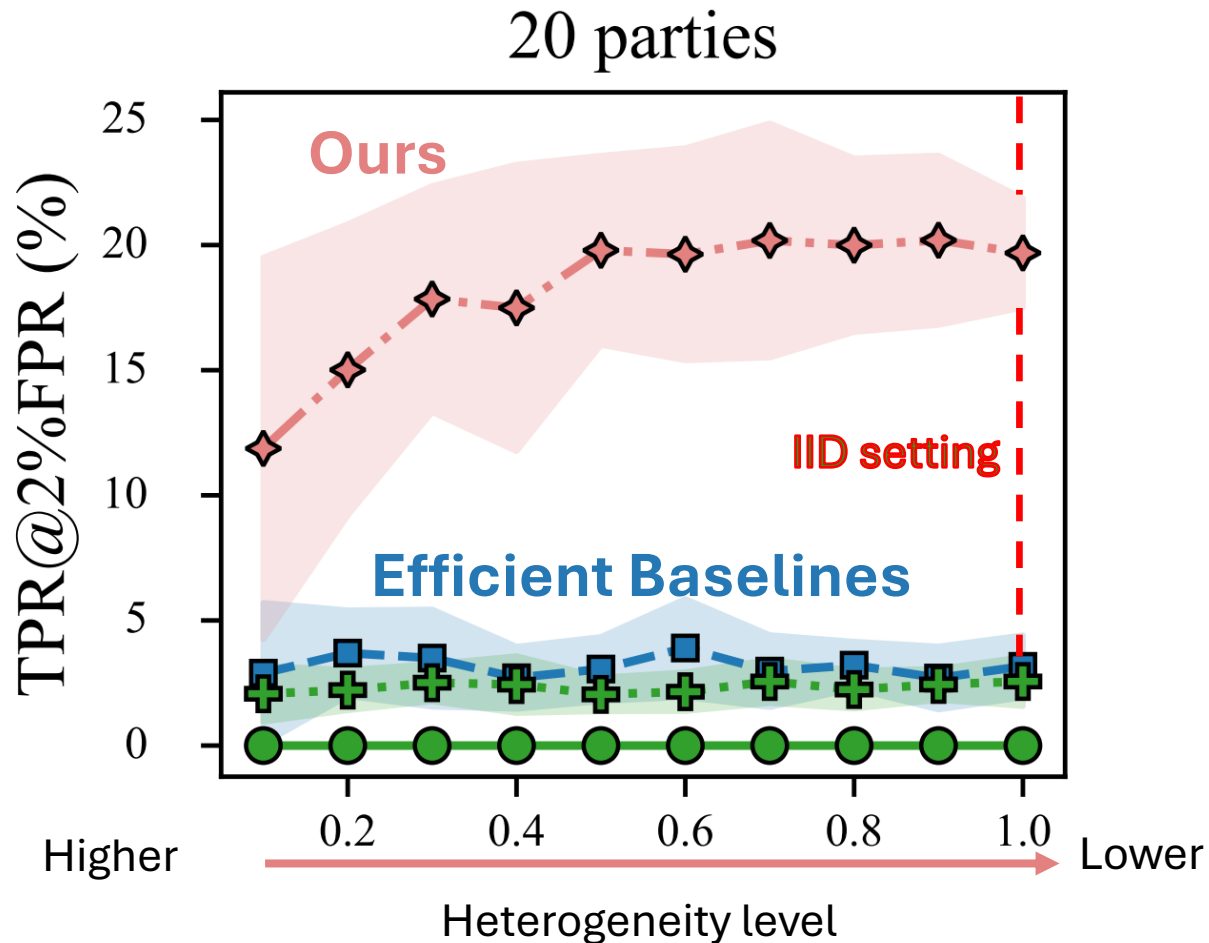 20 parties
TPR@2%FPR (%)
25
20
15
10
5
0
Ours
IID setting
Efficient Baselines
0.2 0.4 0.6 0.8 1.0
Higher Lower
Heterogeneity level